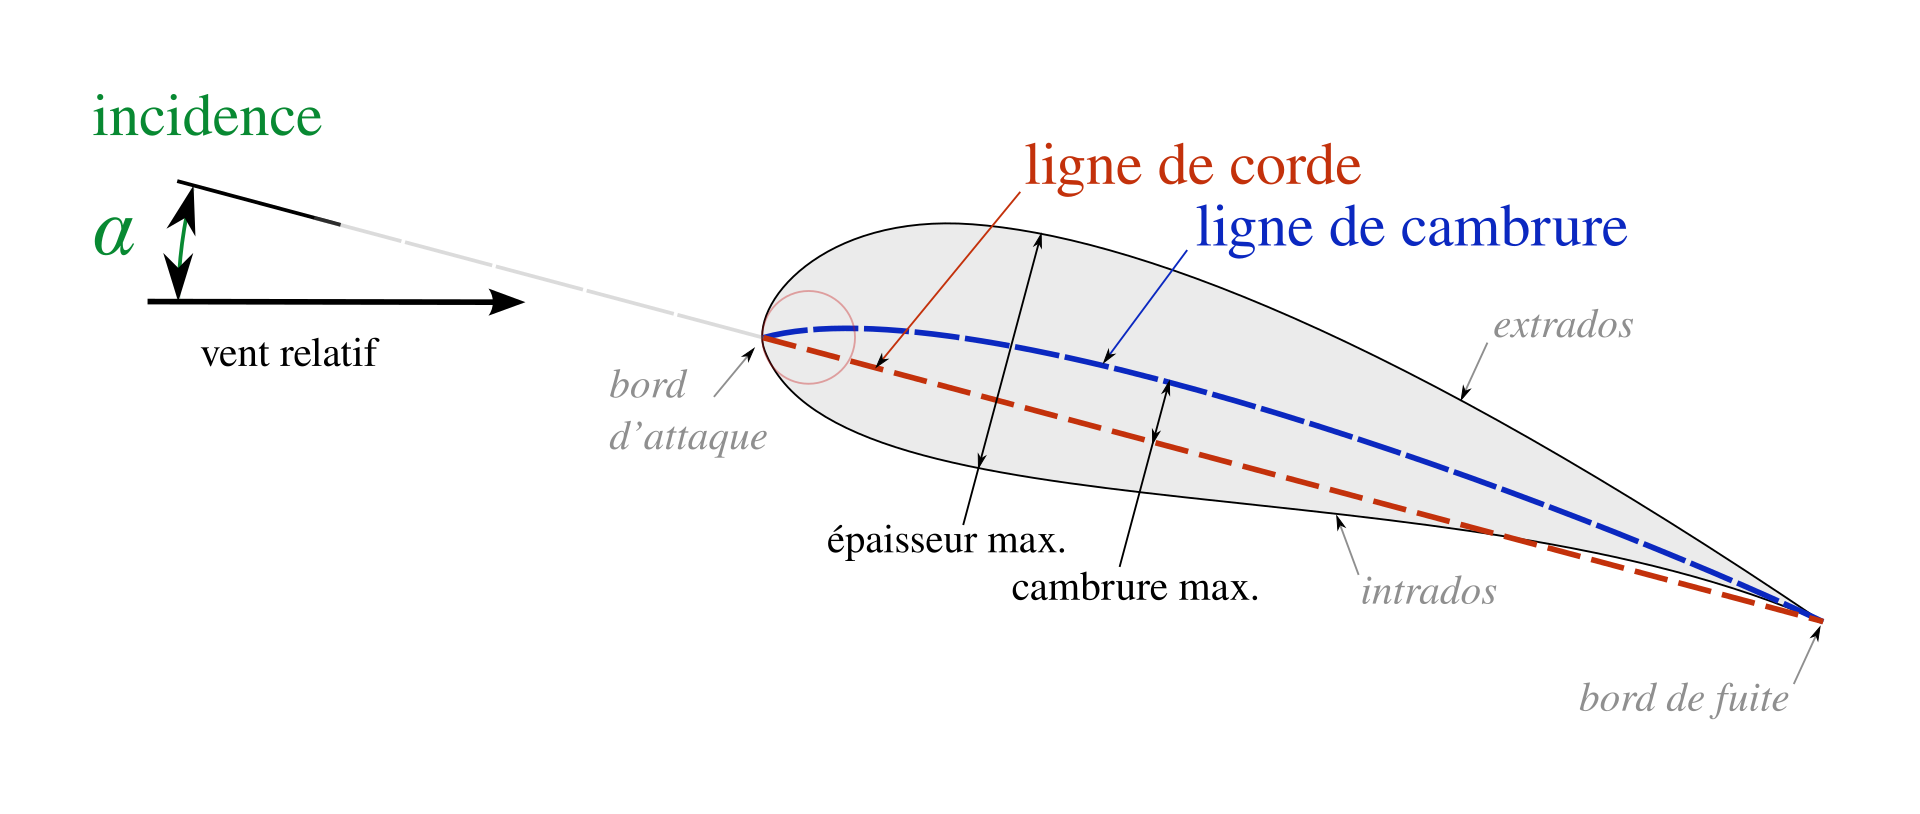 incidence
α
vent relatif
ligne de corde
ligne de cambrure
extrados
bord
d’attaque
épaisseur max.
cambrure max.
intrados
bord de fuite